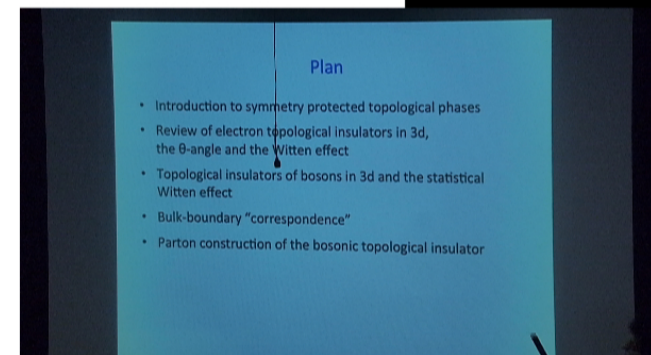 Plan
• Introduction to symmetry protected topological phases
• Review of electron topological insulators in 3d,
the θ-angle and the Witten effect
• Topological insulators of bosons in 3d and the statistical
Witten effect
• Bulk-boundary “correspondence”
• Parton construction of the bosonic topological insulator